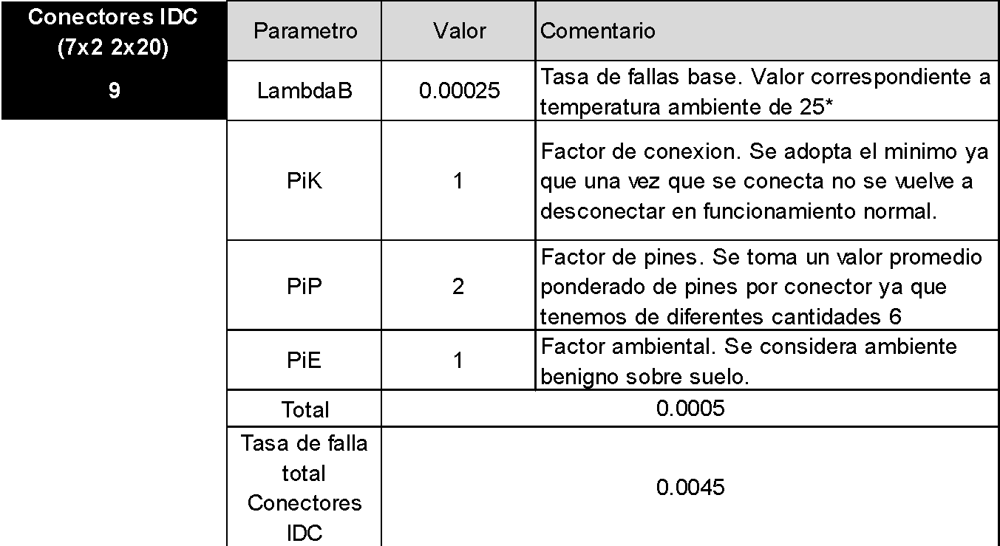 Conectores IDC
(7x2 2x20)
9
Parametro
Valor
Comentario
LambdaB
0.00025
Tasa de fallas base. Valor correspondiente a
temperatura ambiente de 25*
PiK
1
Factor de conexion. Se adopta el minimo ya
que una vez que se conecta no se vuelve a
desconectar en funcionamiento normal.
PiP
2
Factor de pines. Se toma un valor promedio
ponderado de pines por conector ya que
tenemos de diferentes cantidades 6
PiE
1
Factor ambiental. Se considera ambiente
benigno sobre suelo.
Total
0.0005
Tasa de falla
total
Conectores
IDC
0.0045